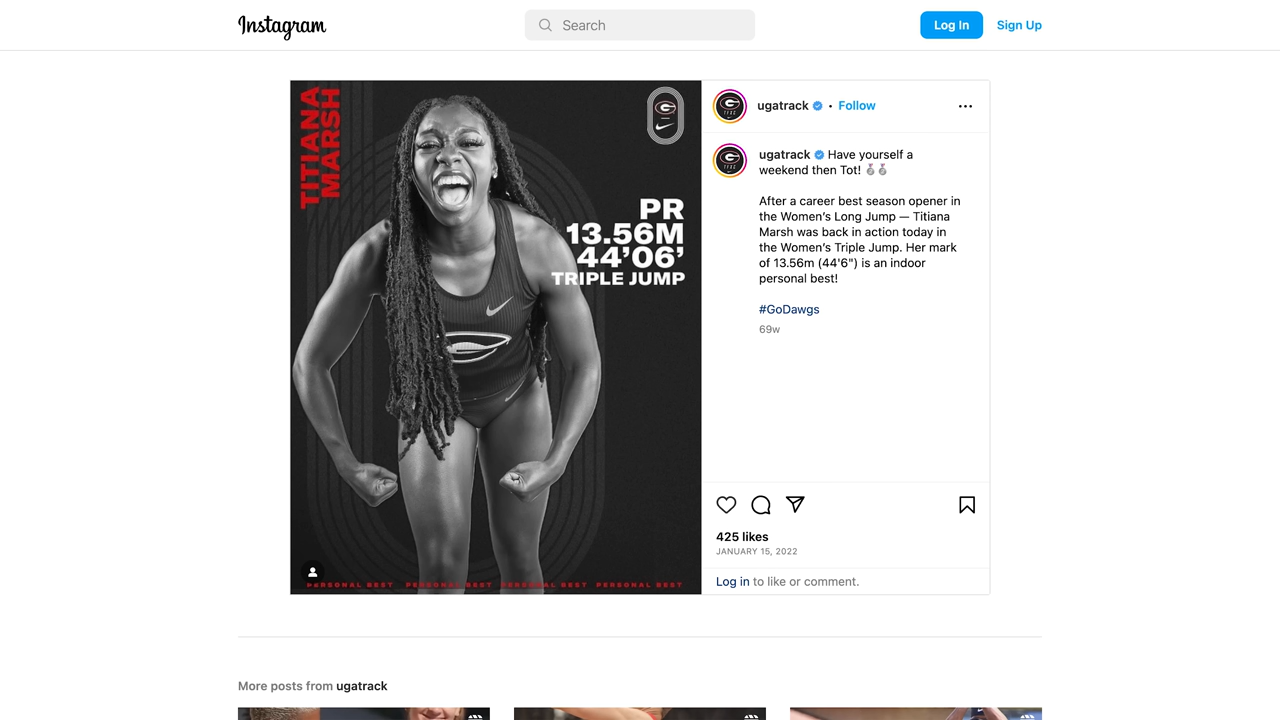 Instagram
Search
Log In
Sign Up
TITIANA
MARSH
PR
13.56M
44’06’
TRIPLE JUMP
PERSONAL BEST PERSONAL BEST PERSONAL BEST PERSONAL BEST
ugatrack • Follow
ugatrack Have yourself a
weekend then Tot! 🥈🥈
After a career best season opener in
the Women’s Long Jump — Titiana
Marsh was back in action today in
the Women’s Triple Jump. Her mark
of 13.56m (44'6") is an indoor
personal best!
#GoDawgs
69w
425 likes
JANUARY 15, 2022
Log in to like or comment.
More posts from ugatrack